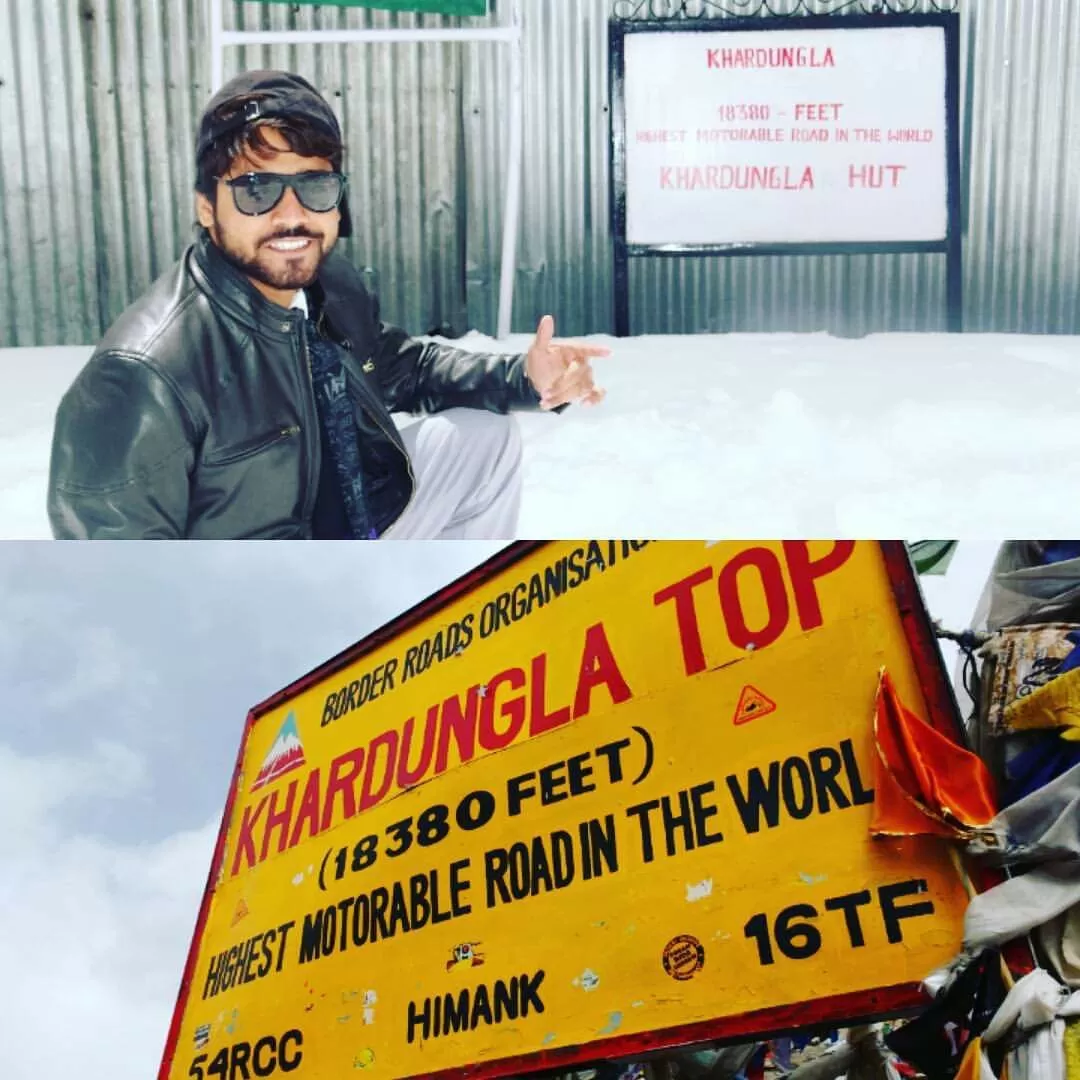 KHARDUNGLA
18380 - FEET
HIGHEST MOTORABLE ROAD IN THE WORLD
KHARDUNGLA HUT
BORDER ROADS ORGANISATIO
KHARDUNGLA TOP
(18380 FEET)
HIGHEST MOTORABLE ROAD IN THE WORL
16TF
HIMANK
54RCC